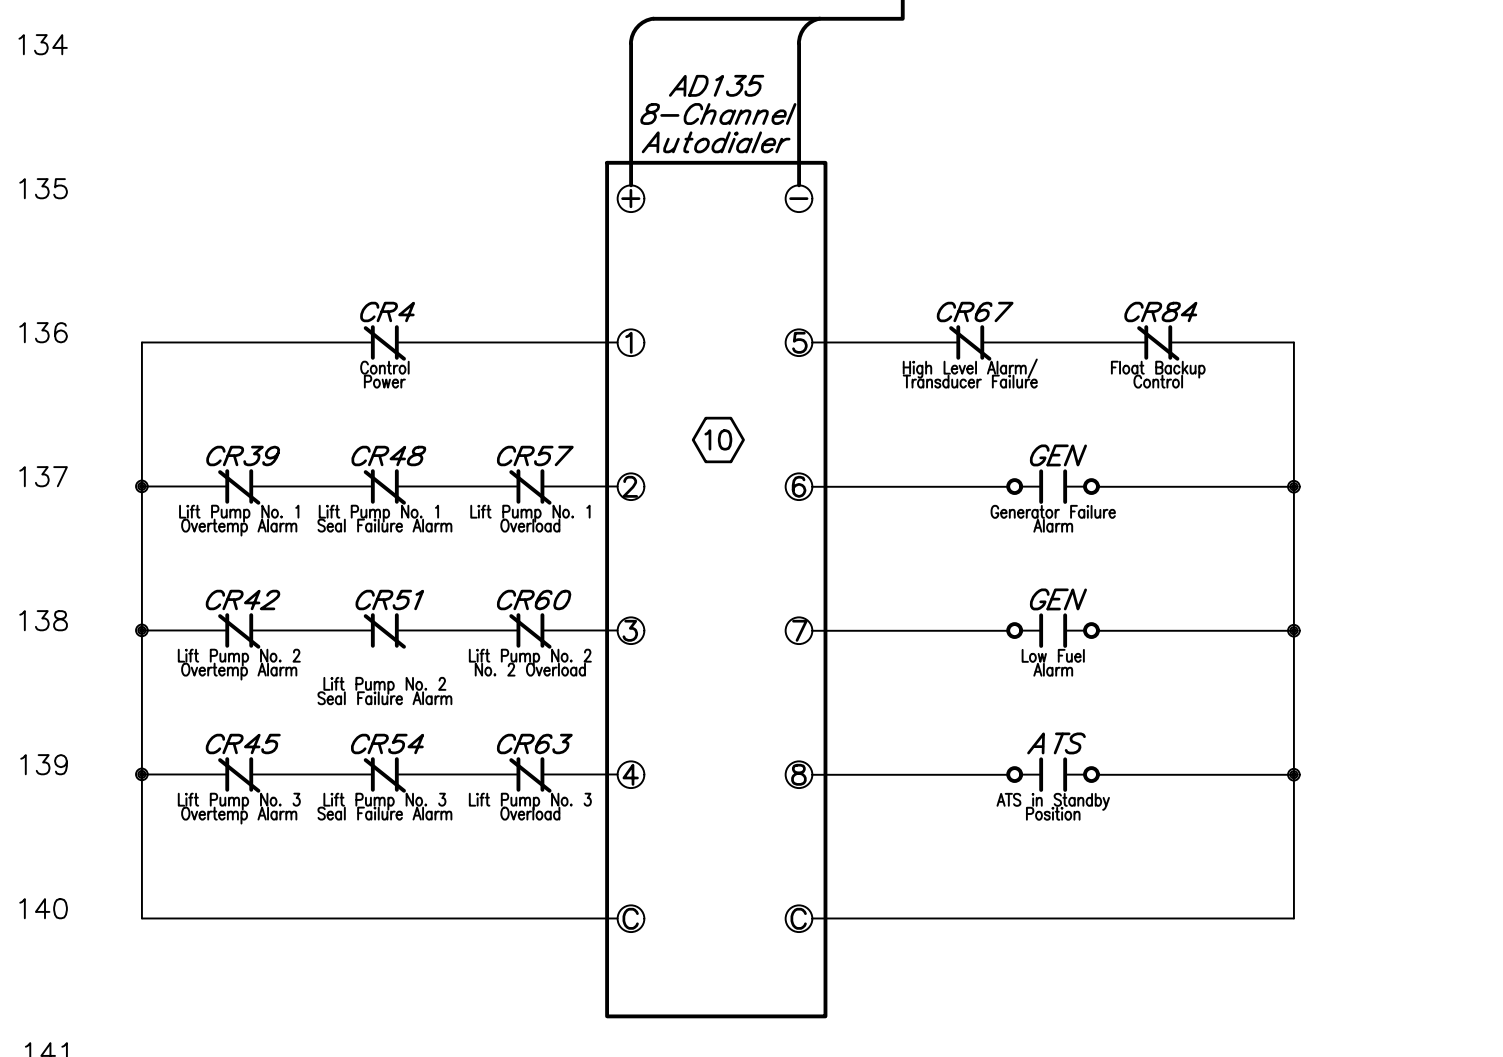 134
AD135
8-Channel
Autodialer
135
+
-
136
CR4
1
Control
Power
5
CR67
High Level Alarm/
Transducer Failure
CR84
Float Backup
Control
10
137
CR39
Lift Pump No. 1
Overtemp Alarm
CR48
Lift Pump No. 1
Seal Failure Alarm
CR57
Lift Pump No. 1
Overload
2
6
GEN
Generator Failure
Alarm
138
CR42
Lift Pump No. 2
Overtemp Alarm
CR51
Lift Pump No. 2
Seal Failure Alarm
CR60
Lift Pump No. 2
No. 2 Overload
3
7
GEN
Low Fuel
Alarm
139
CR45
Lift Pump No. 3
Overtemp Alarm
CR54
Lift Pump No. 3
Seal Failure Alarm
CR63
Lift Pump No. 3
Overload
4
8
ATS
ATS in Standby
Position
140
C
C
141